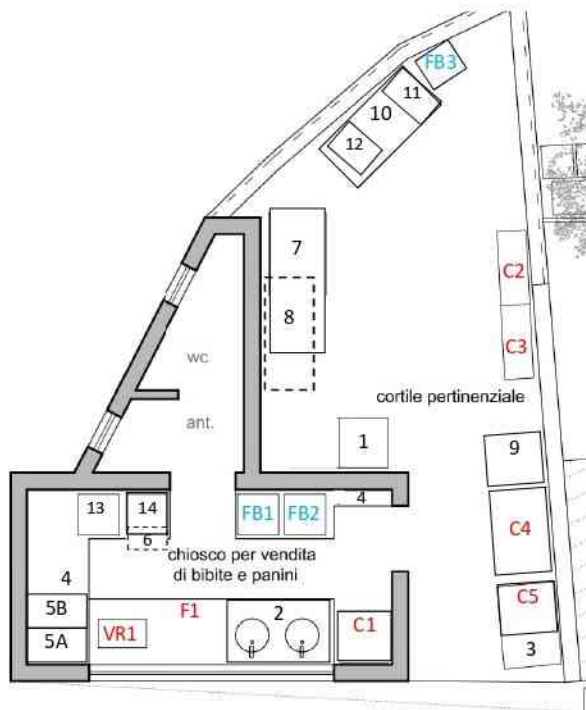 FB3
11
10
12
7
C2
8
C3
wc
cortile pertinenziale
ant.
1
9
13
14
FB1
FB2
4
6
C4
chiosco per vendita
di bibite e panini
4
5B
F1
2
C5
C1
VR1
5A
3